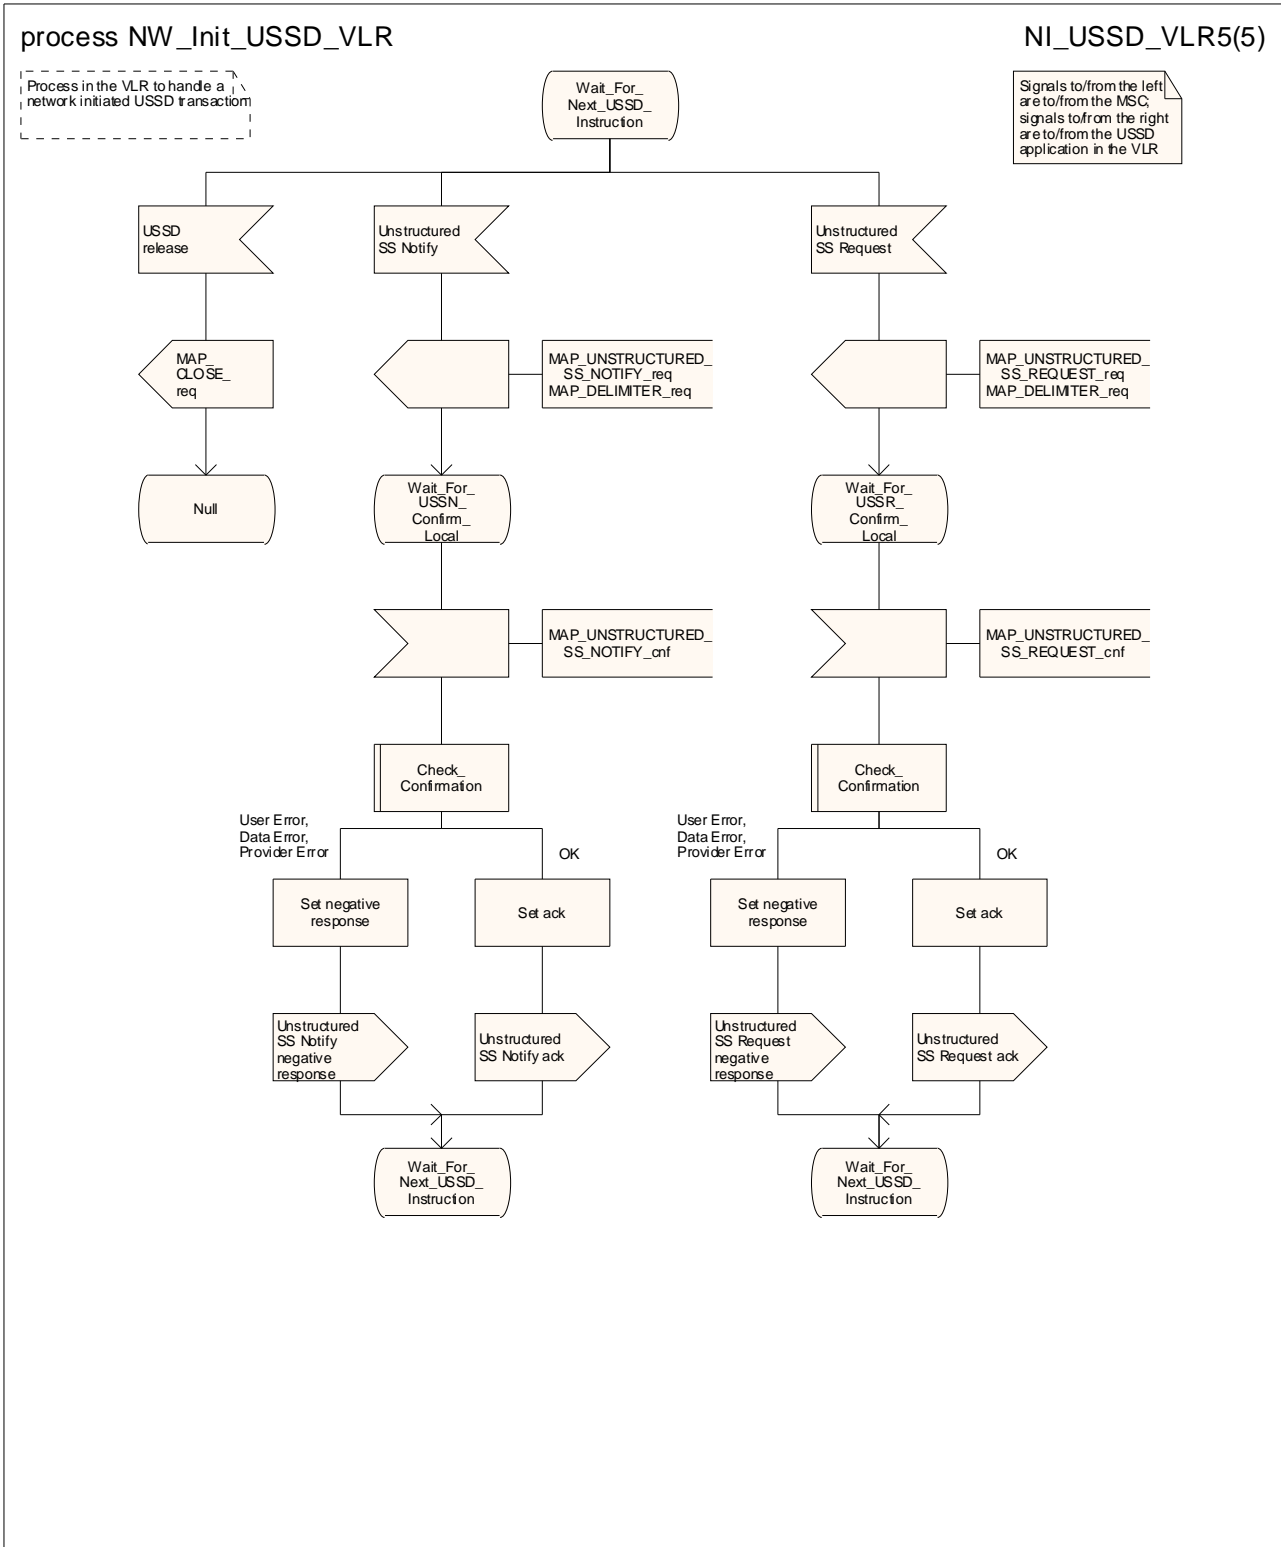 process NW_Init_USSD_VLR
NI_USSD_VLR5(5)
Process in the VLR to handle a
network initiated USSD transaction
Wait_For_
Next_USSD_
Instruction
Signals to/from the left
are to/from the MSC;
signals to/from the right
are to/from the USSD
application in the VLR
USSD
release
Unstructured
SS Notify
Unstructured
SS Request
MAP_
CLOSE_
req
MAP_UNSTRUCTURED_
SS_NOTIFY_req
MAP_DELIMITER_req
MAP_UNSTRUCTURED_
SS_REQUEST_req
MAP_DELIMITER_req
Null
Wait_For_
USSN_
Confirm_
Local
Wait_For_
USSR_
Confirm_
Local
MAP_UNSTRUCTURED_
SS_NOTIFY_cnf
MAP_UNSTRUCTURED_
SS_REQUEST_cnf
Check_
Confirmation
Check_
Confirmation
User Error,
Data Error,
Provider Error
OK
User Error,
Data Error,
Provider Error
OK
Set negative
response
Set ack
Set negative
response
Set ack
Unstructured
SS Notify
negative
response
Unstructured
SS Notify ack
Unstructured
SS Request
negative
response
Unstructured
SS Request ack
Wait_For_
Next_USSD_
Instruction
Wait_For_
Next_USSD_
Instruction